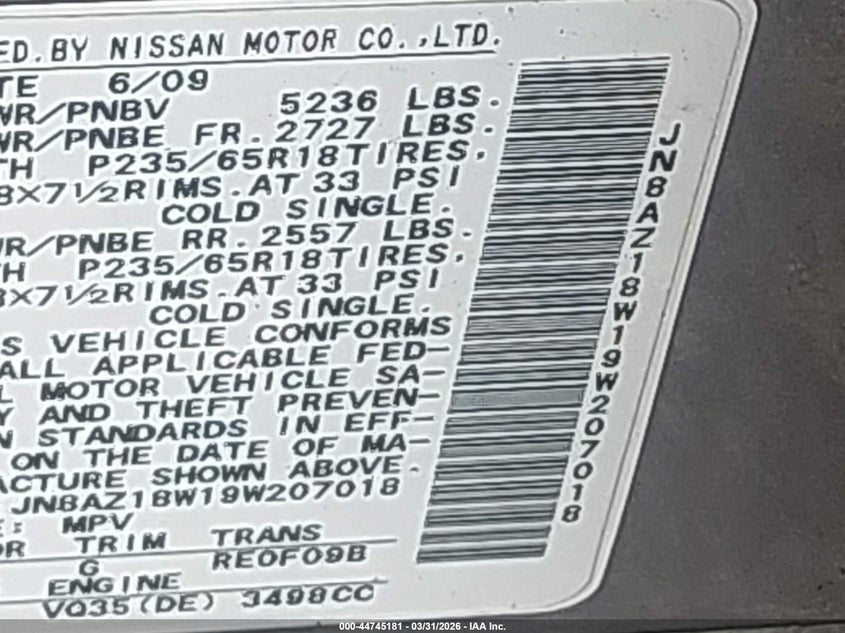 ED. BY NISSAN MOTOR CO.,LTD.
TE 6/09
WR/PNBV 5236 LBS.
WR/PNBE FR. 2727 LBS.
TH P235/65R18TIRES.
8X7 1/2RIMS. AT 33 PSI
COLD SINGLE.
WR/PNBE RR. 2557 LBS.
TH P235/65R18TIRES.
8X7 1/2RIMS. AT 33 PSI
COLD SINGLE.
S VEHICLE CONFORMS
ALL APPLICABLE FED-
L MOTOR VEHICLE SA-
Y AND THEFT PREVEN-
N STANDARDS IN EFF-
ON THE DATE OF MA-
ACTURE SHOWN ABOVE.
JN8AZ18W19W207018
E: MPV
OR TRIM TRANS
G RE0F09B
ENGINE
VQ35(DE) 3498CC
JN8AZ18W19W207018
000-44745181 - 03/31/2026 - IAA Inc.